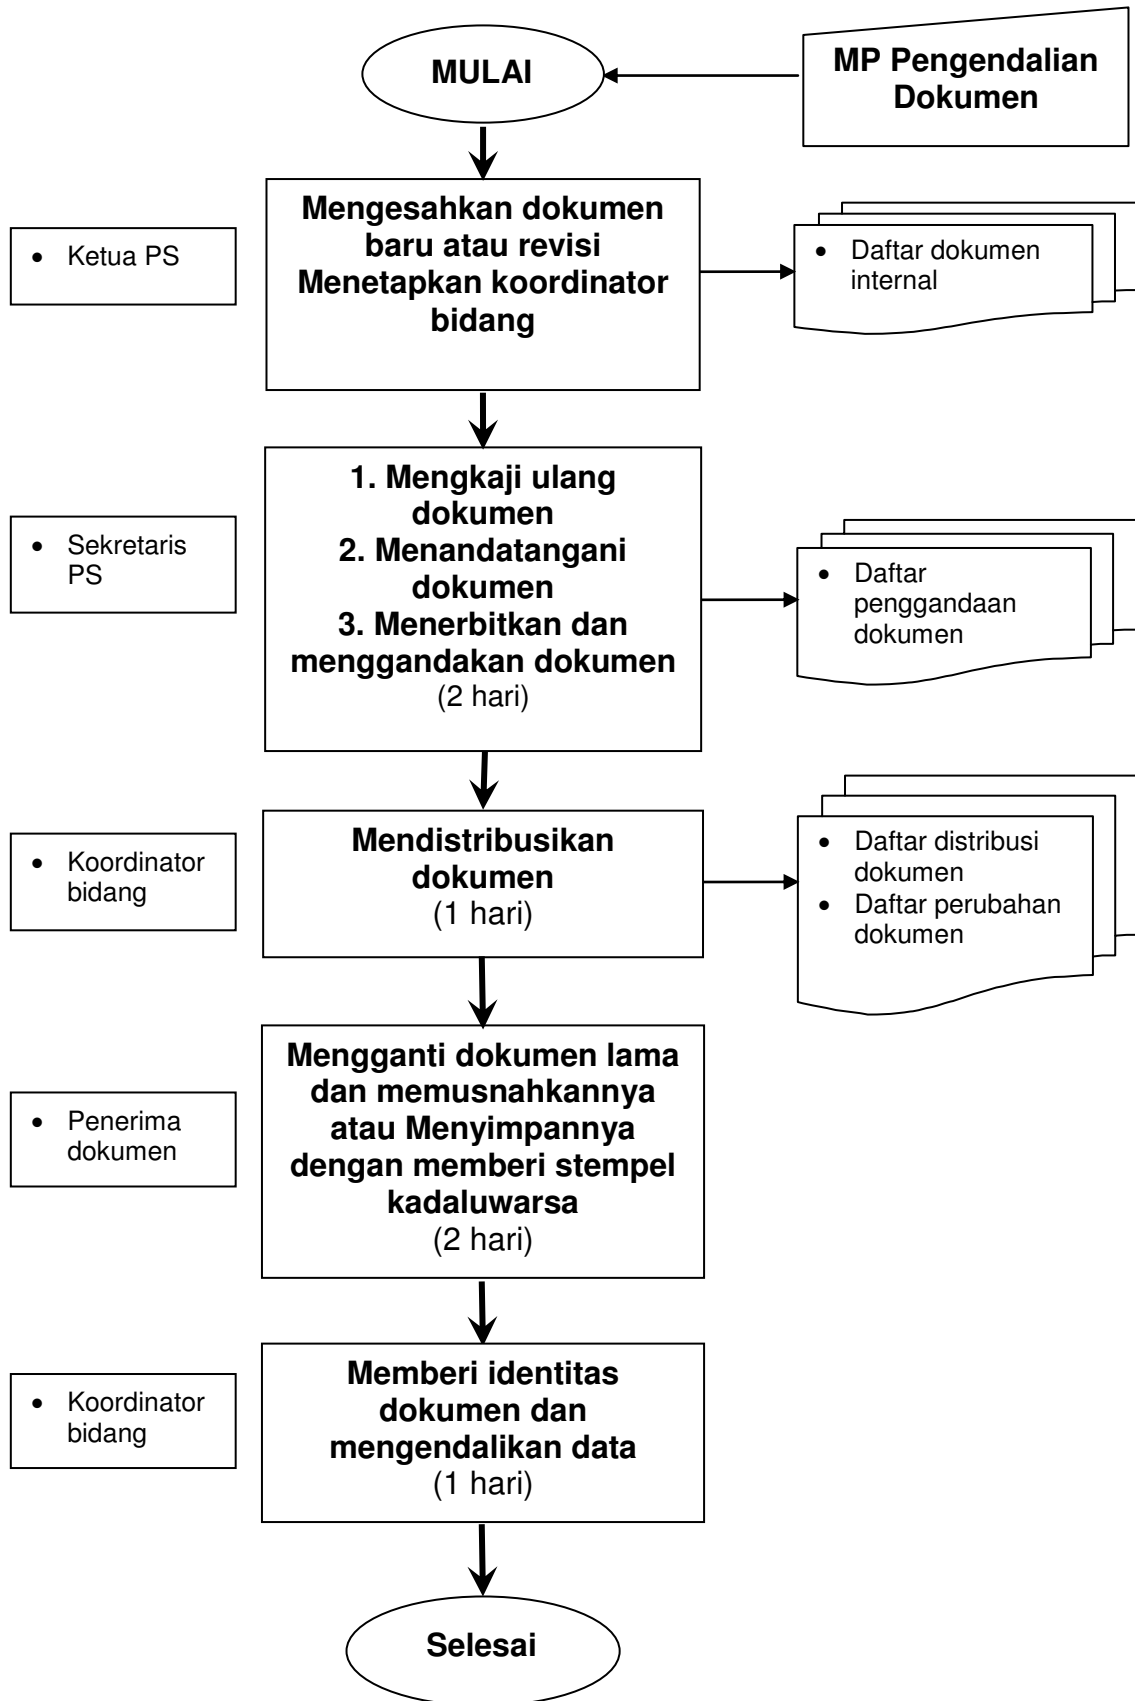 MULAI
MP Pengendalian
Dokumen
• Ketua PS
Mengesahkan dokumen
baru atau revisi
Menetapkan koordinator
bidang
• Daftar dokumen
internal
• Sekretaris
PS
1. Mengkaji ulang
dokumen
2. Menandatangani
dokumen
3. Menerbitkan dan
menggandakan dokumen
(2 hari)
• Daftar
penggandaan
dokumen
• Koordinator
bidang
Mendistribusikan
dokumen
(1 hari)
• Daftar distribusi
dokumen
• Daftar perubahan
dokumen
• Penerima
dokumen
Mengganti dokumen lama
dan memusnahkannya
atau Menyimpannya
dengan memberi stempel
kadaluwarsa
(2 hari)
• Koordinator
bidang
Memberi identitas
dokumen dan
mengendalikan data
(1 hari)
Selesai